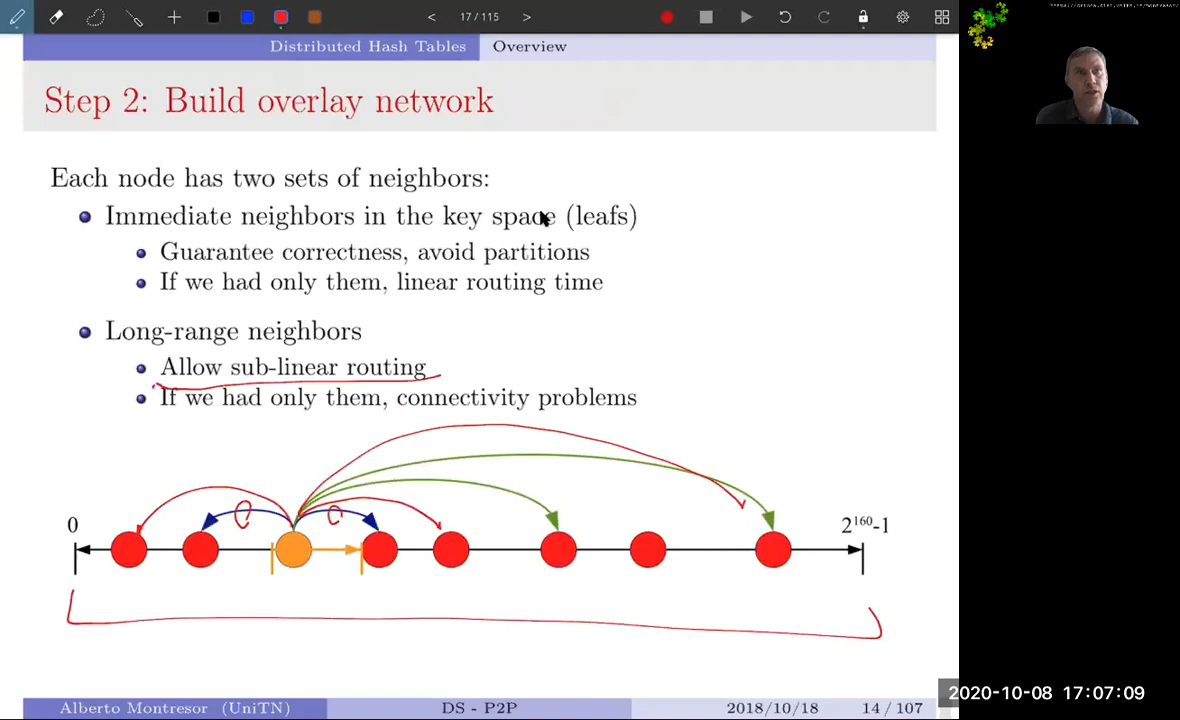 17 / 115
Distributed Hash Tables Overview
Step 2: Build overlay network
Each node has two sets of neighbors:
Immediate neighbors in the key space (leafs)
Guarantee correctness, avoid partitions
If we had only them, linear routing time
Long-range neighbors
Allow sub-linear routing
If we had only them, connectivity problems
0
2¹⁶⁰-1
Alberto Montresor (UniTN) DS - P2P 2018/10/18 14 / 107
2020-10-08 17:07:09